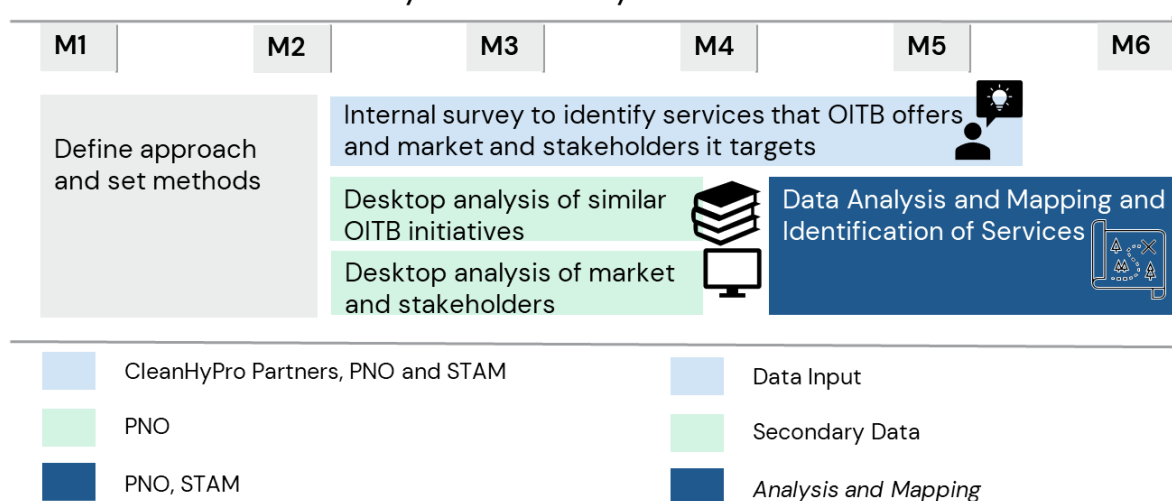 M1
M2
M3
M4
M5
M6
Define approach
and set methods
Internal survey to identify services that OITB offers
and market and stakeholders it targets
Desktop analysis of similar
OITB initiatives
Desktop analysis of market
and stakeholders
Data Analysis and Mapping and
Identification of Services
CleanHyPro Partners, PNO and STAM
PNO
PNO, STAM
Data Input
Secondary Data
Analysis and Mapping